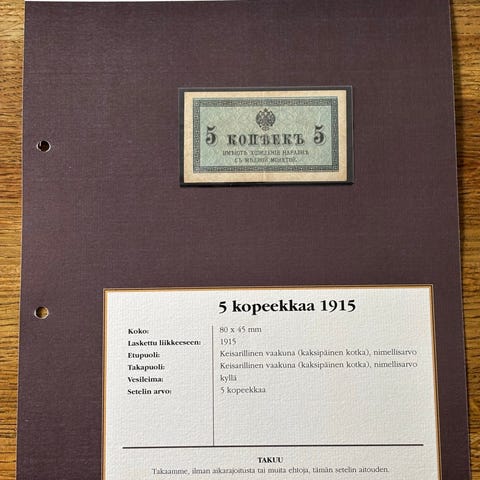 5 КОПѢЕКЪ 5
ИМѢЮТЪ ХОЖДЕНІЕ НАРАВНѢ
СЪ МѢДНОЙ МОНЕТОЙ.
5 kopeekkaa 1915
Koko: 80 x 45 mm
Laskettu liikkeeseen: 1915
Etupuoli: Keisarillinen vaakuna (kaksipäinen kotka), nimellisarvo
Takapuoli: Keisarillinen vaakuna (kaksipäinen kotka), nimellisarvo
Vesileima: kyllä
Setelin arvo: 5 kopeekkaa
TAKUU
Takaamme, ilman aikarajoitusta tai muita ehtoja, tämän setelin aitouden.